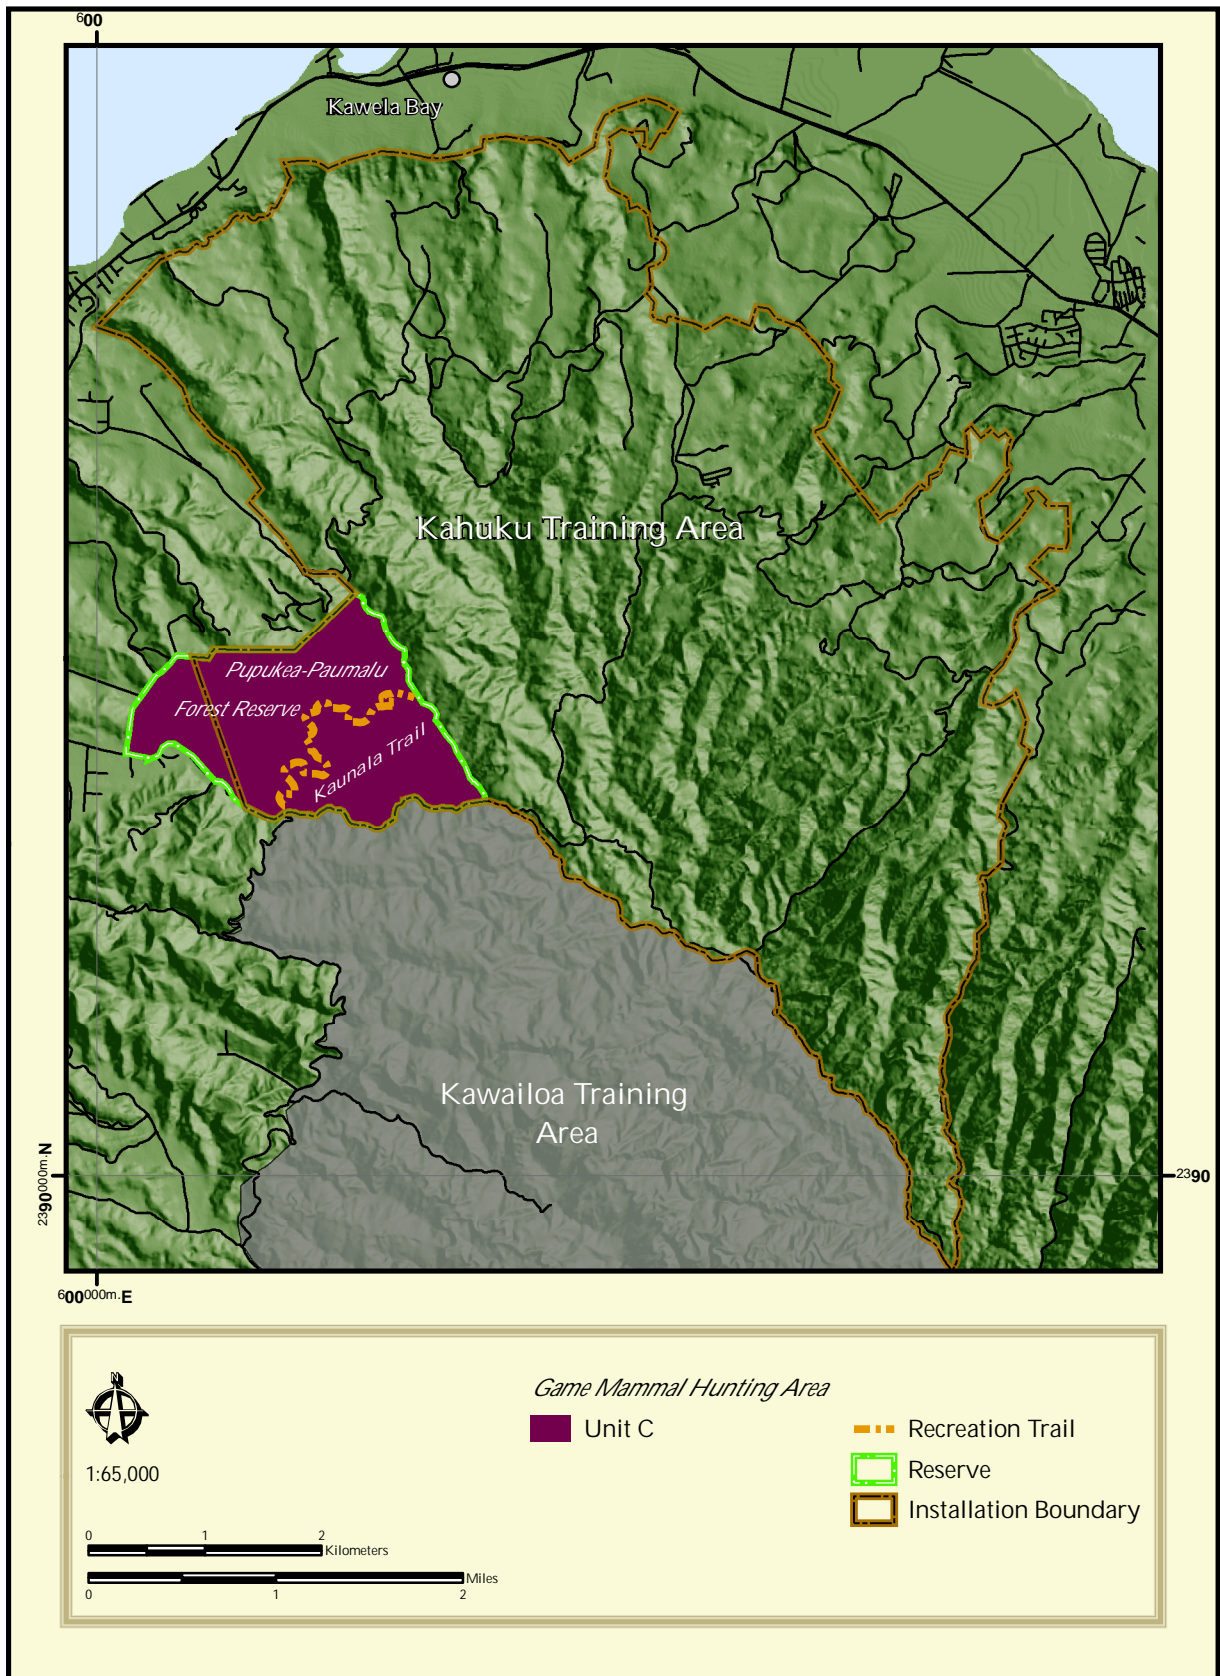 600
Kawela Bay
Kahuku Training Area
Pupukea-Paumalu
Forest Reserve
Kaunala Trail
Kawailoa Training
Area
2390000m.N
2390
600000m.E
N
1:65,000
Game Mammal Hunting Area
Unit C
Recreation Trail
Reserve
Installation Boundary
0 1 2
Kilometers
Miles
0 1 2